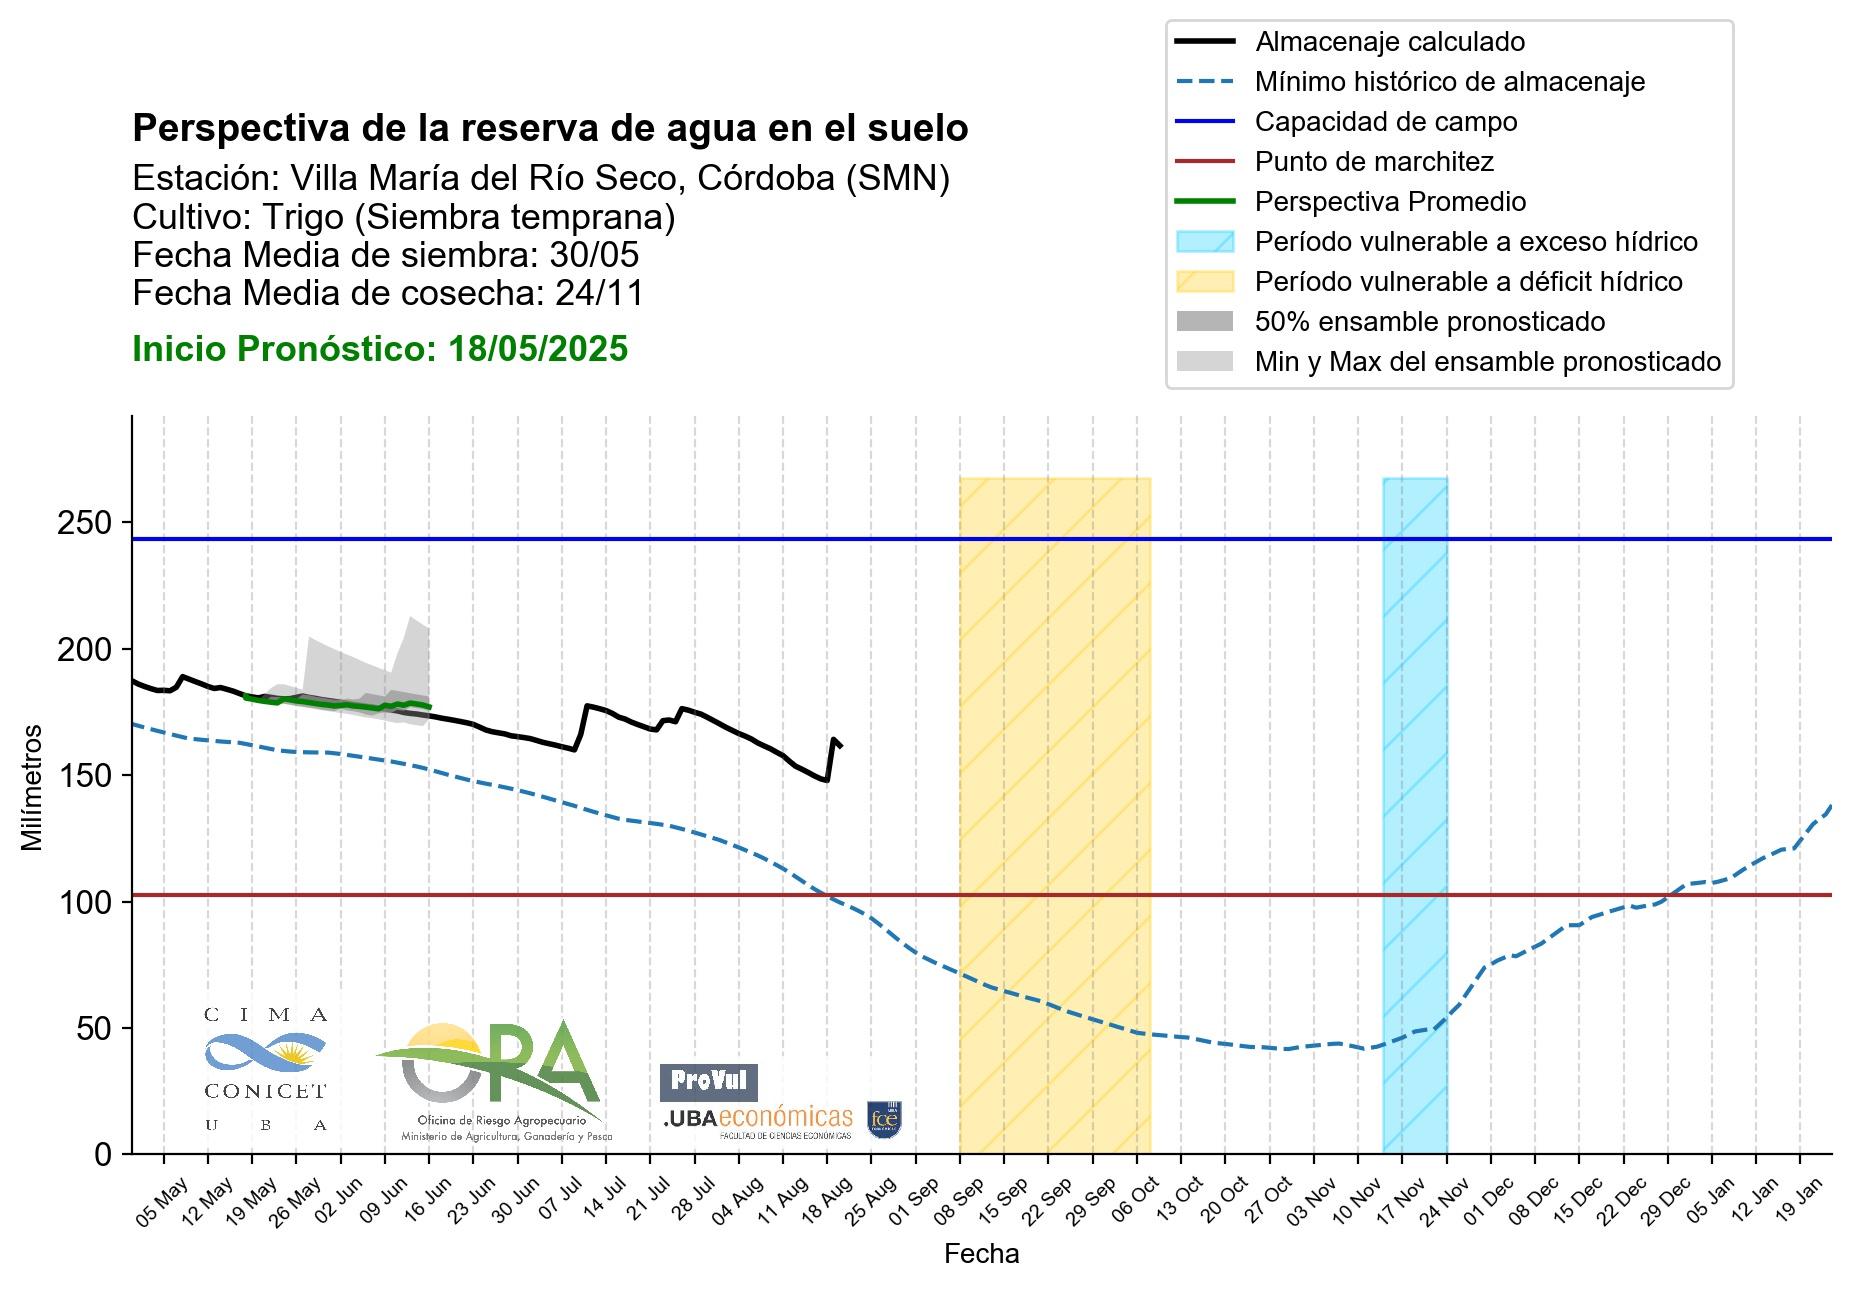 Almacenaje calculado
Mínimo histórico de almacenaje
Capacidad de campo
Punto de marchitez
Perspectiva Promedio
Período vulnerable a exceso hídrico
Período vulnerable a déficit hídrico
50% ensamble pronosticado
Min y Max del ensamble pronosticado
Perspectiva de la reserva de agua en el suelo
Estación: Villa María del Río Seco, Córdoba (SMN)
Cultivo: Trigo (Siembra temprana)
Fecha Media de siembra: 30/05
Fecha Media de cosecha: 24/11
Inicio Pronóstico: 18/05/2025
Milímetros
250
200
150
100
50
0
C I M A
CONICET
U B A
ORA
Oficina de Riesgo Agropecuario
Ministerio de Agricultura, Ganadería y Pesca
ProVul
.UBAeconómicas
FACULTAD DE CIENCIAS ECONÓMICAS
fce
05 May
12 May
19 May
26 May
02 Jun
09 Jun
16 Jun
23 Jun
30 Jun
07 Jul
14 Jul
21 Jul
28 Jul
04 Aug
11 Aug
18 Aug
25 Aug
01 Sep
08 Sep
15 Sep
22 Sep
29 Sep
06 Oct
13 Oct
20 Oct
27 Oct
03 Nov
10 Nov
17 Nov
24 Nov
01 Dec
08 Dec
15 Dec
22 Dec
29 Dec
05 Jan
12 Jan
19 Jan
Fecha